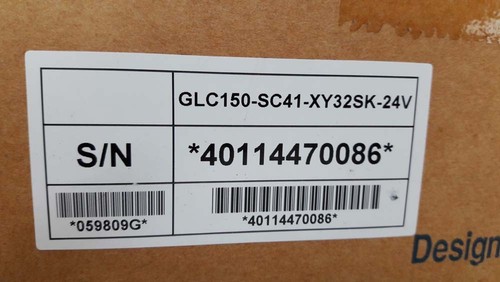 GLC150-SC41-XY32SK-24V
S/N
*40114470086*
*059809G*
*40114470086*
Design